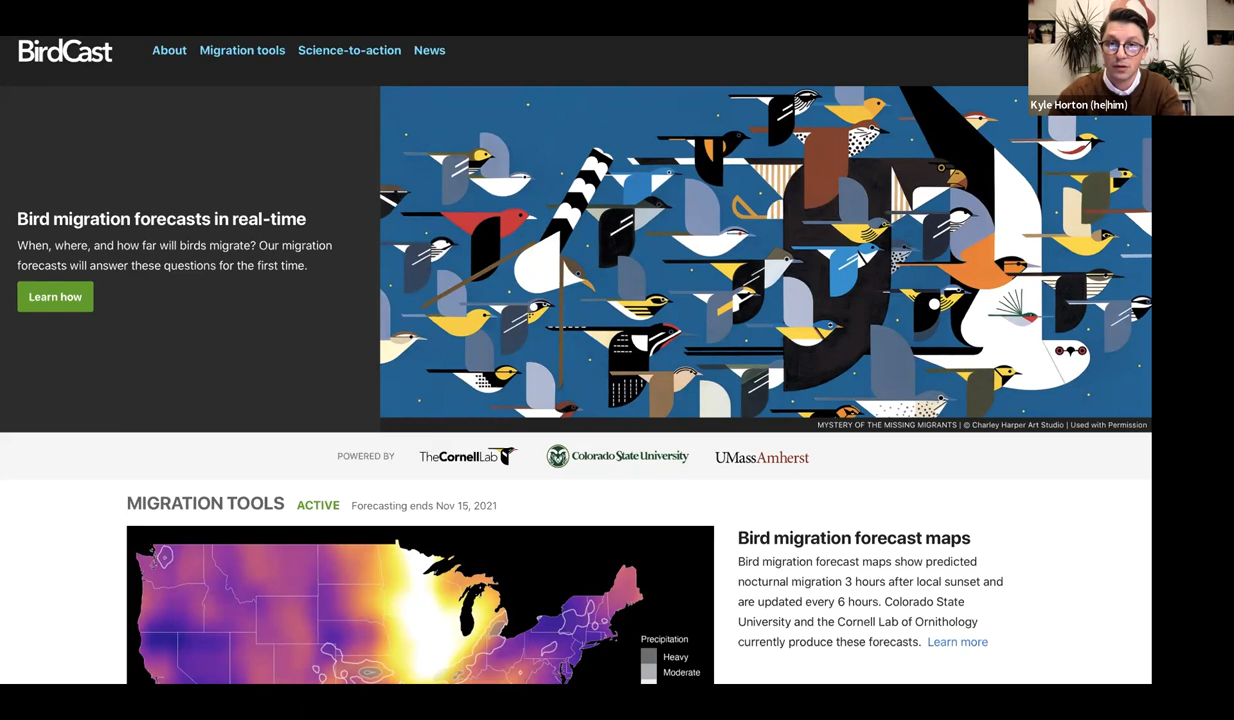 BirdCast
About Migration tools Science-to-action News
Kyle Horton (he|him)
Bird migration forecasts in real-time
When, where, and how far will birds migrate? Our migration
forecasts will answer these questions for the first time.
Learn how
MYSTERY OF THE MISSING MIGRANTS | © Charley Harper Art Studio | Used with Permission
POWERED BY TheCornellLab Colorado State University UMassAmherst
MIGRATION TOOLS ACTIVE Forecasting ends Nov 15, 2021
Bird migration forecast maps
Bird migration forecast maps show predicted
nocturnal migration 3 hours after local sunset and
are updated every 6 hours. Colorado State
University and the Cornell Lab of Ornithology
currently produce these forecasts. Learn more
Precipitation
Heavy
Moderate